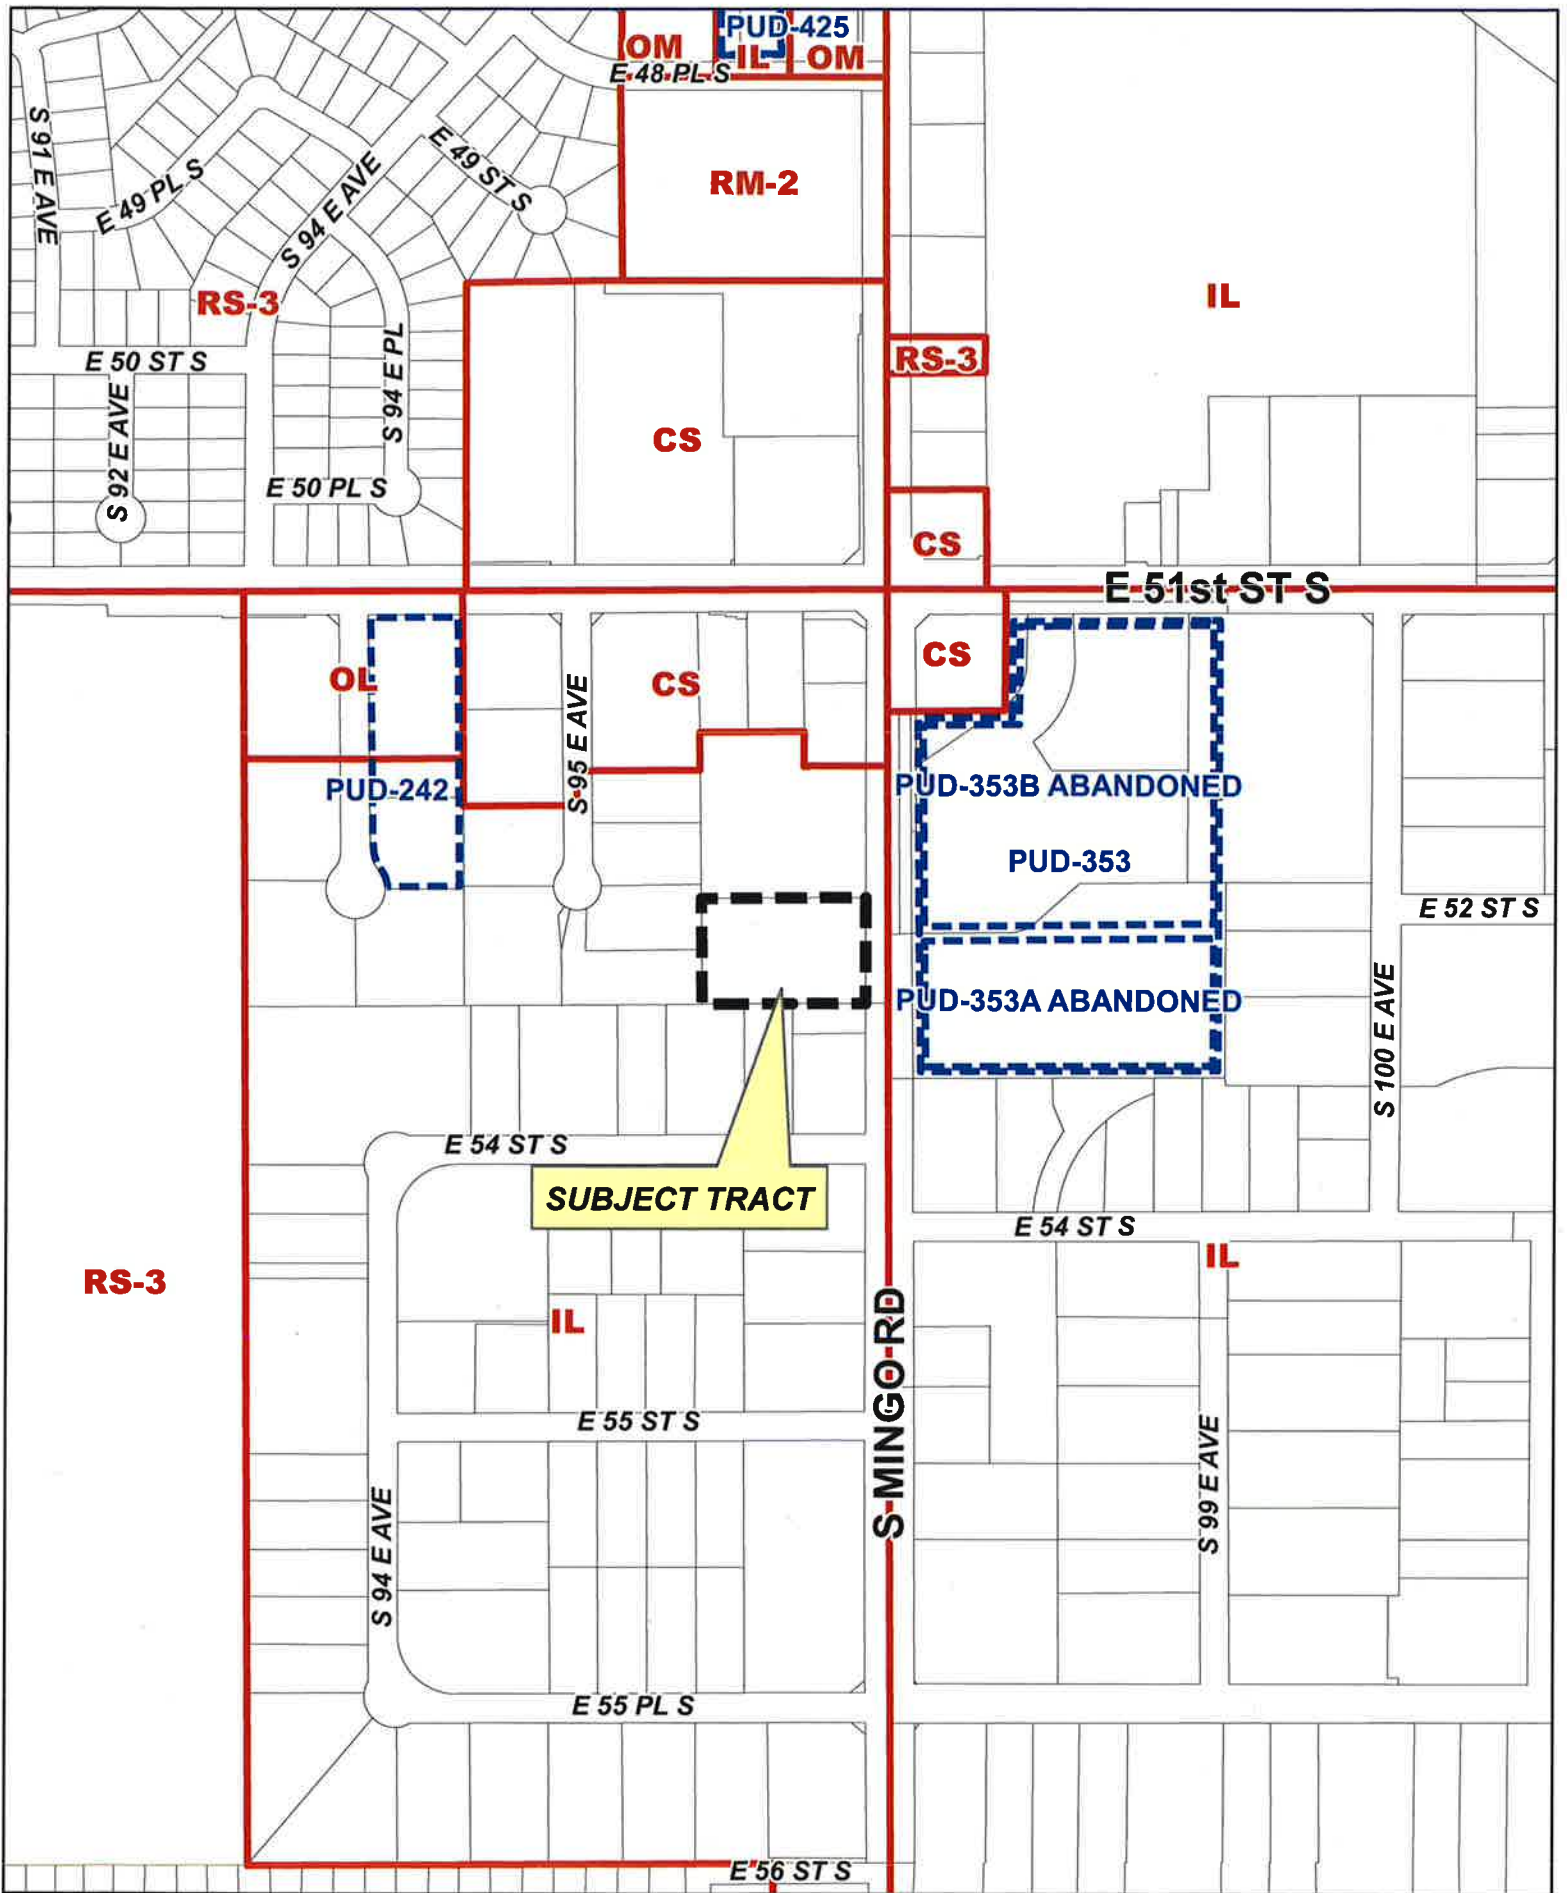 PUD-425
OM
IL
OM
E 48 PL S
S 91 E AVE
E 49 PL S
S 94 E AVE
E 49 ST S
RM-2
RS-3
IL
E 50 ST S
S 92 E AVE
S 94 E PL
RS-3
CS
E 50 PL S
CS
E 51st ST S
OL
CS
CS
S 95 E AVE
PUD-242
PUD-353B ABANDONED
PUD-353
E 52 ST S
PUD-353A ABANDONED
S 100 E AVE
E 54 ST S
SUBJECT TRACT
E 54 ST S
RS-3
IL
IL
S MINGO RD
E 55 ST S
S 94 E AVE
S 99 E AVE
E 55 PL S
E 56 ST S